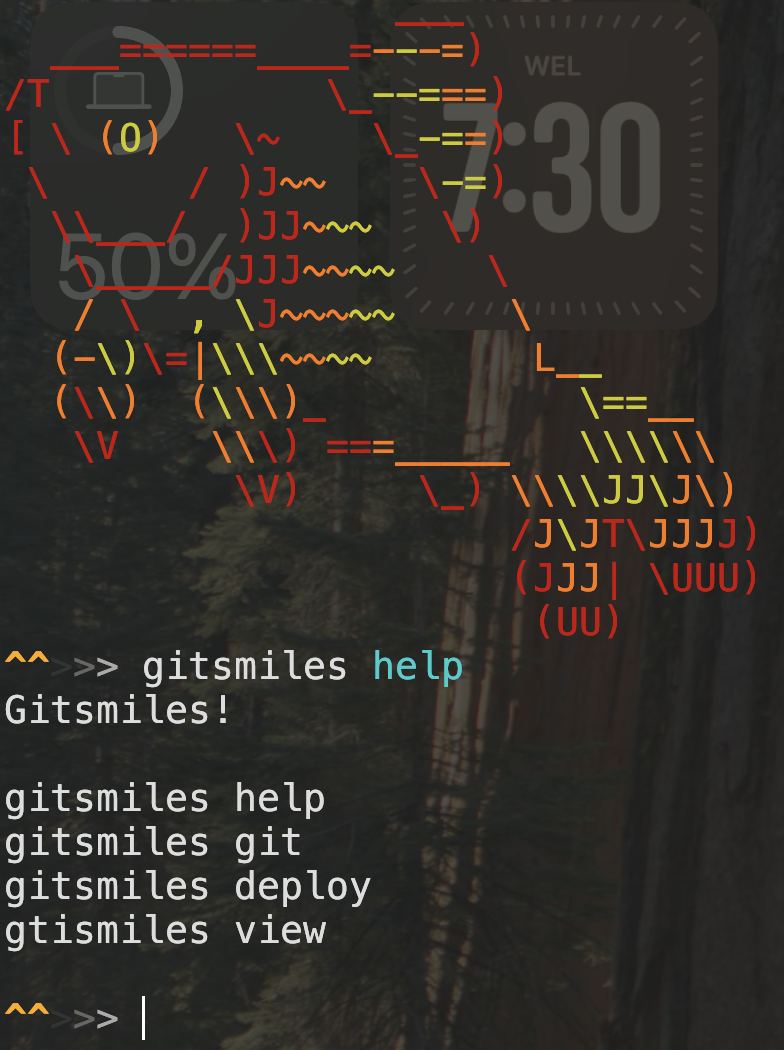 WEL
7:30
50%
^^>>> gitsmiles help
Gitsmiles!
gitsmiles help
gitsmiles git
gitsmiles deploy
gtismiles view
^^>>>